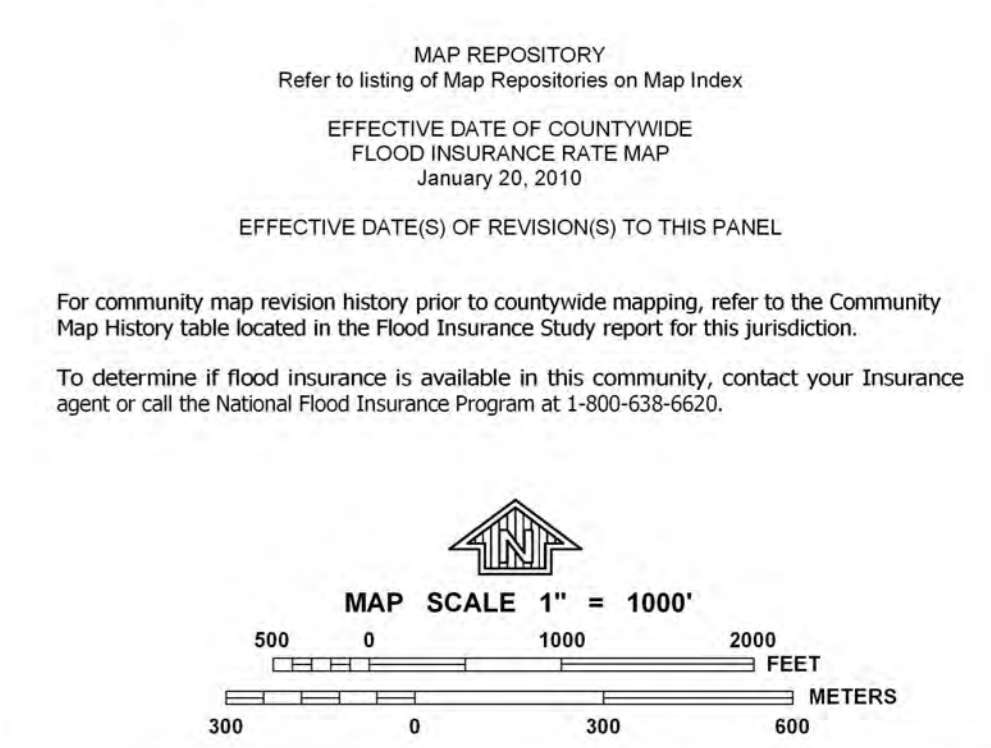 MAP REPOSITORY
Refer to listing of Map Repositories on Map Index
EFFECTIVE DATE OF COUNTYWIDE
FLOOD INSURANCE RATE MAP
January 20, 2010
EFFECTIVE DATE(S) OF REVISION(S) TO THIS PANEL
For community map revision history prior to countywide mapping, refer to the Community
Map History table located in the Flood Insurance Study report for this jurisdiction.
To determine if flood insurance is available in this community, contact your Insurance
agent or call the National Flood Insurance Program at 1-800-638-6620.
N
MAP SCALE 1" = 1000'
500 0 1000 2000
FEET
METERS
300 0 300 600